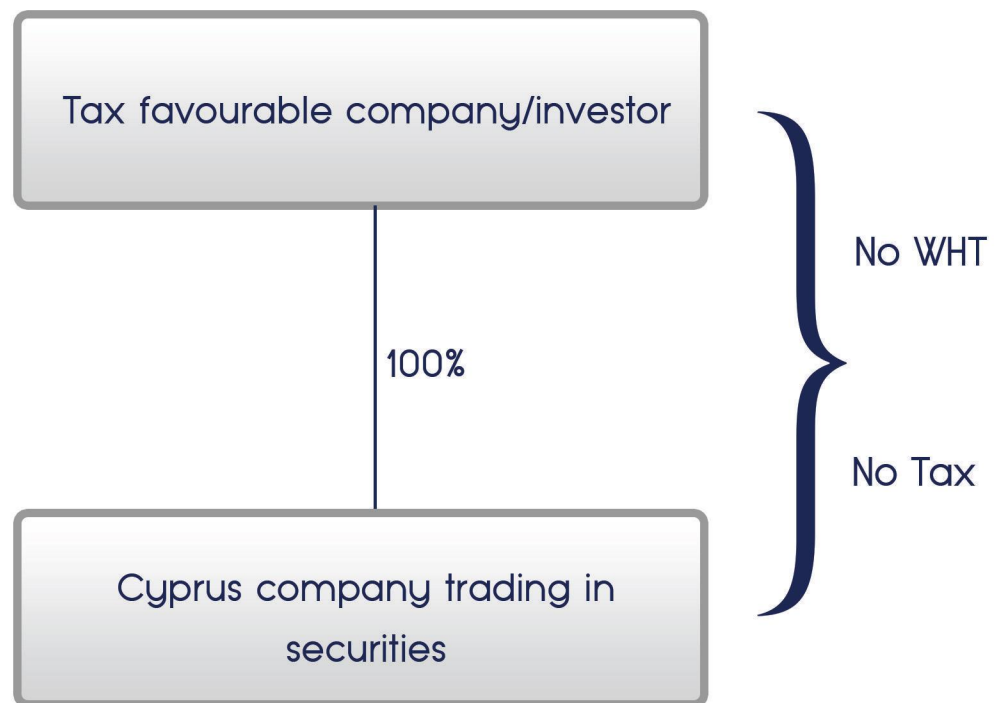 Tax favourable company/investor
No WHT
100%
No Tax
Cyprus company trading in
securities